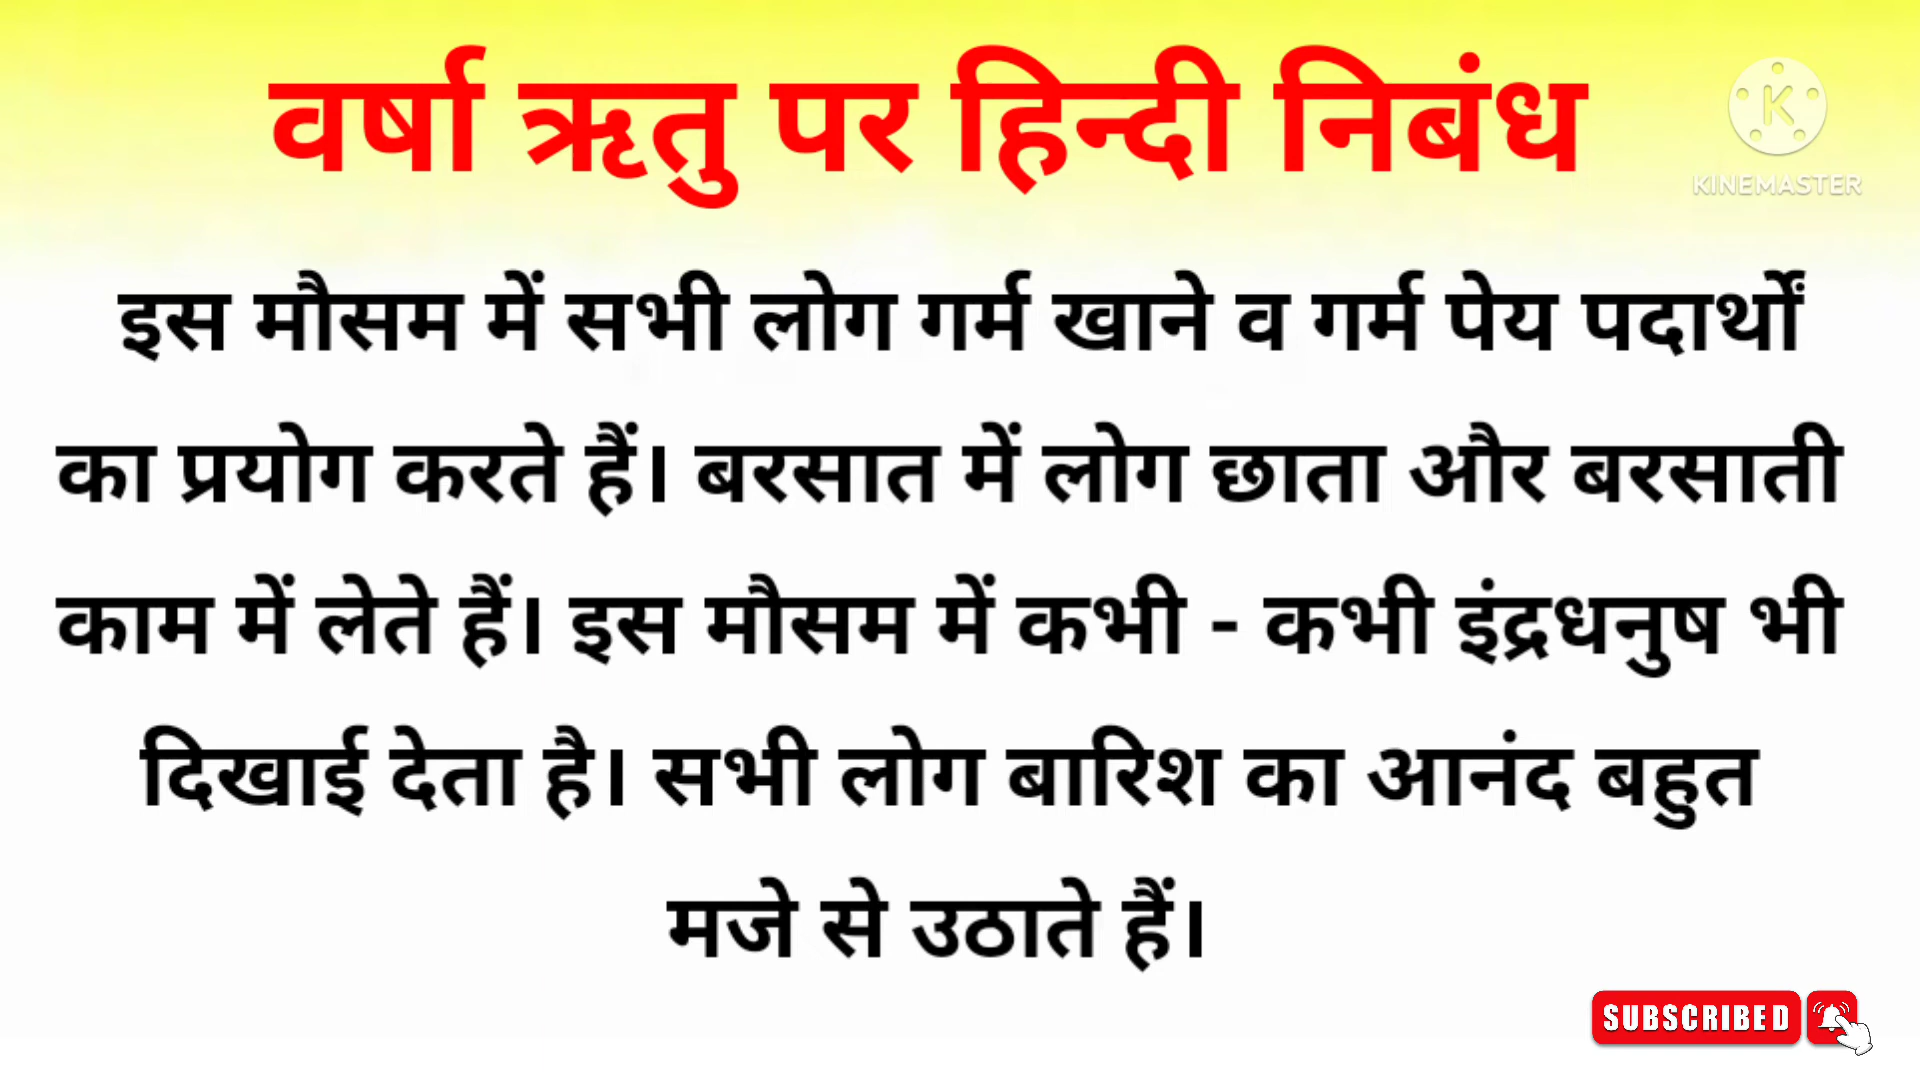 वर्षा ऋतु पर हिन्दी निबंध
K
KINEMASTER
इस मौसम में सभी लोग गर्म खाने व गर्म पेय पदार्थों
का प्रयोग करते हैं। बरसात में लोग छाता और बरसाती
काम में लेते हैं। इस मौसम में कभी - कभी इंद्रधनुष भी
दिखाई देता है। सभी लोग बारिश का आनंद बहुत
मजे से उठाते हैं।
SUBSCRIBED